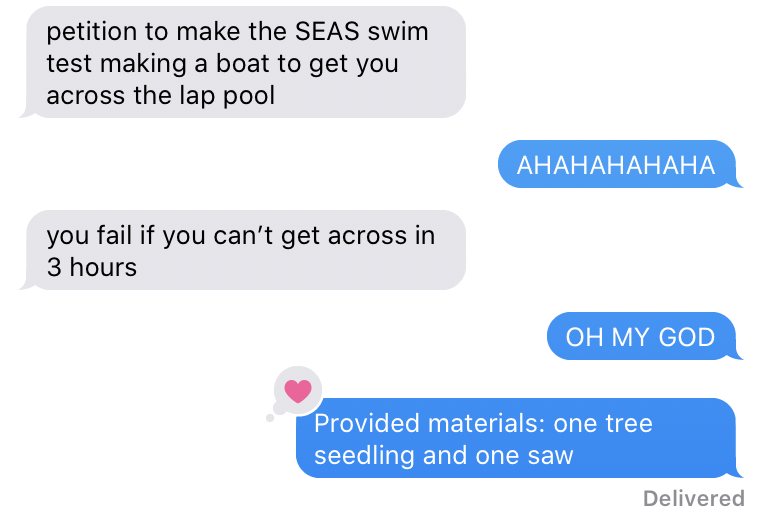 petition to make the SEAS swim
test making a boat to get you
across the lap pool
AHAHAHAHAHA
you fail if you can’t get across in
3 hours
OH MY GOD
Provided materials: one tree
seedling and one saw
Delivered